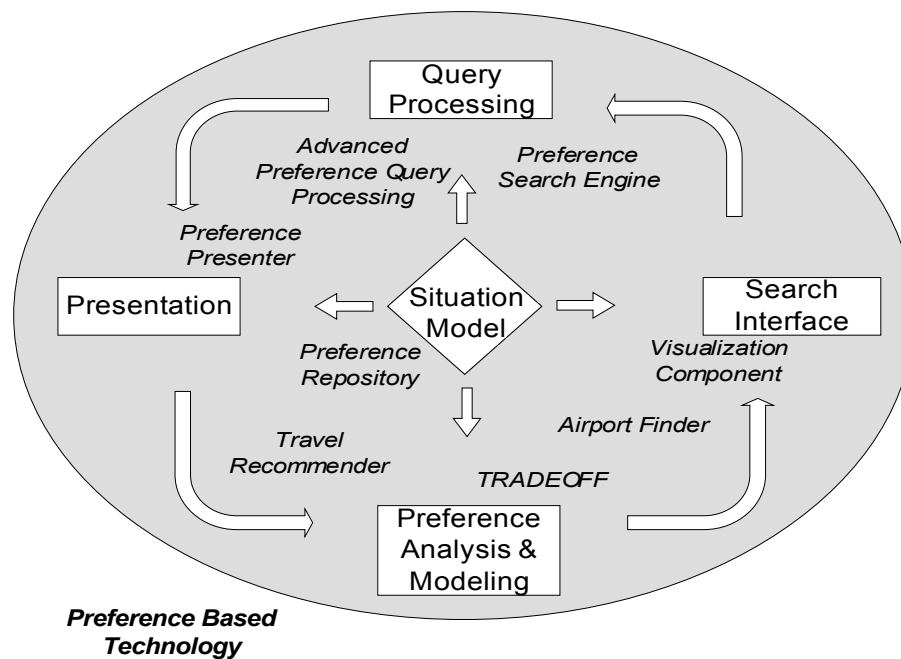 Query
Processing
Advanced
Preference Query
Processing
Preference
Search Engine
Preference
Presenter
Presentation
Situation
Model
Search
Interface
Preference
Repository
Visualization
Component
Travel
Recommender
Airport Finder
TRADEOFF
Preference
Analysis &
Modeling
Preference Based
Technology